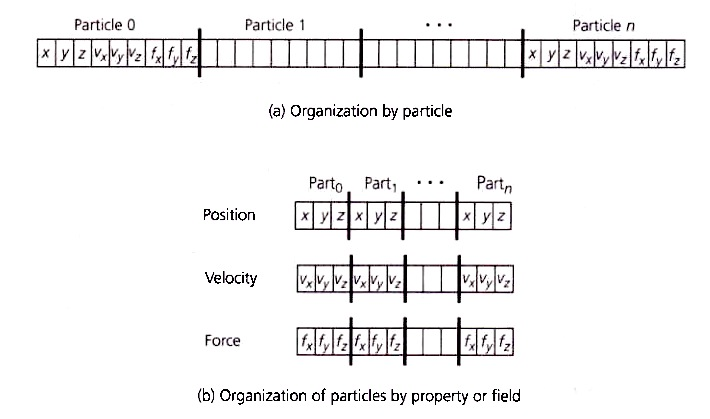 Particle 0 Particle 1 ... Particle n
x y z vx vy vz fx fy fz x y z vx vy vz fx fy fz
(a) Organization by particle
Part0 Part1 ... Partn
Position x y z x y z x y z
Velocity vx vy vz vx vy vz vx vy vz
Force fx fy fz fx fy fz fx fy fz
(b) Organization of particles by property or field